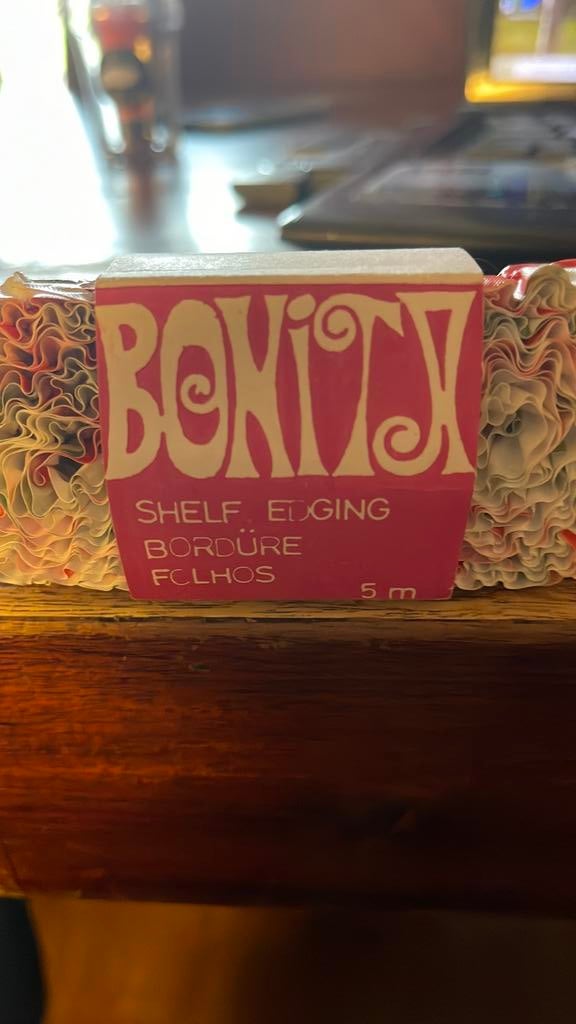 BONITA
SHELF EDGING
BORDÜRE
FOLHOS
5 m